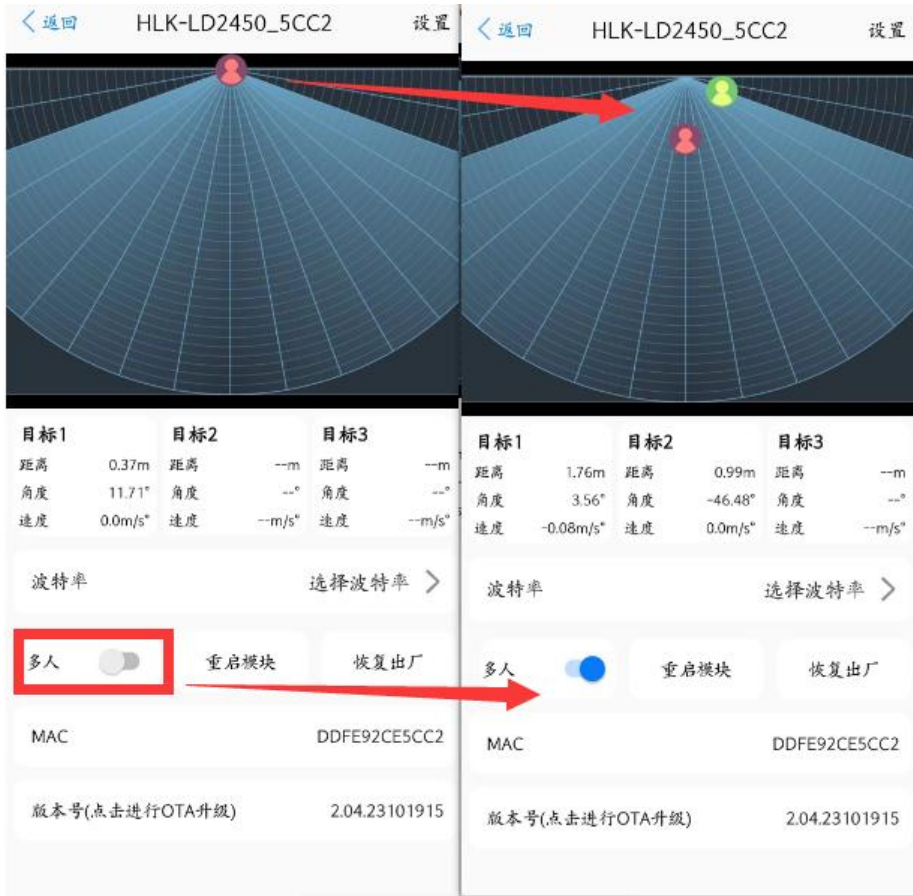 返回 HLK-LD2450_5CC2 设置
目标1 目标2 目标3
距离 0.37m 距离 --m 距离 --m
角度 11.71° 角度 --° 角度 --°
速度 0.0m/s° 速度 --m/s° 速度 --m/s°
波特率 选择波特率
多人 重启模块 恢复出厂
MAC DDFE92CE5CC2
版本号(点击进行OTA升级) 2.04.23101915
返回 HLK-LD2450_5CC2 设置
目标1 目标2 目标3
距离 1.76m 距离 0.99m 距离 --m
角度 3.56° 角度 -46.48° 角度 --°
速度 -0.08m/s° 速度 0.0m/s° 速度 --m/s°
波特率 选择波特率
多人 重启模块 恢复出厂
MAC DDFE92CE5CC2
版本号(点击进行OTA升级) 2.04.23101915